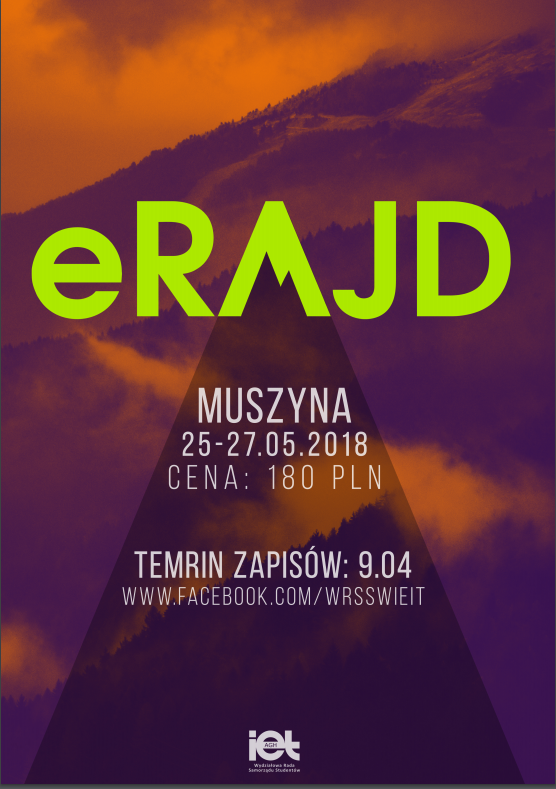 eRAJD
MUSZYNA
25-27.05.2018
CENA: 180 PLN
TEMRIN ZAPISÓW: 9.04
WWW.FACEBOOK.COM/WRSSWIEIT
iet
AGH
Wydziałowa Rada
Samorządu Studentów